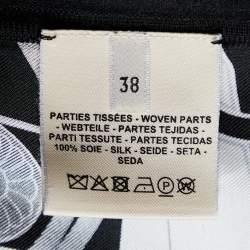 38
PARTIES TISSÉES - WOVEN PARTS
- WEBTEILE - PARTES TEJIDAS -
PARTI TESSUTE - PARTES TECIDAS
100% SOIE - SILK - SEIDE - SETA -
SEDA